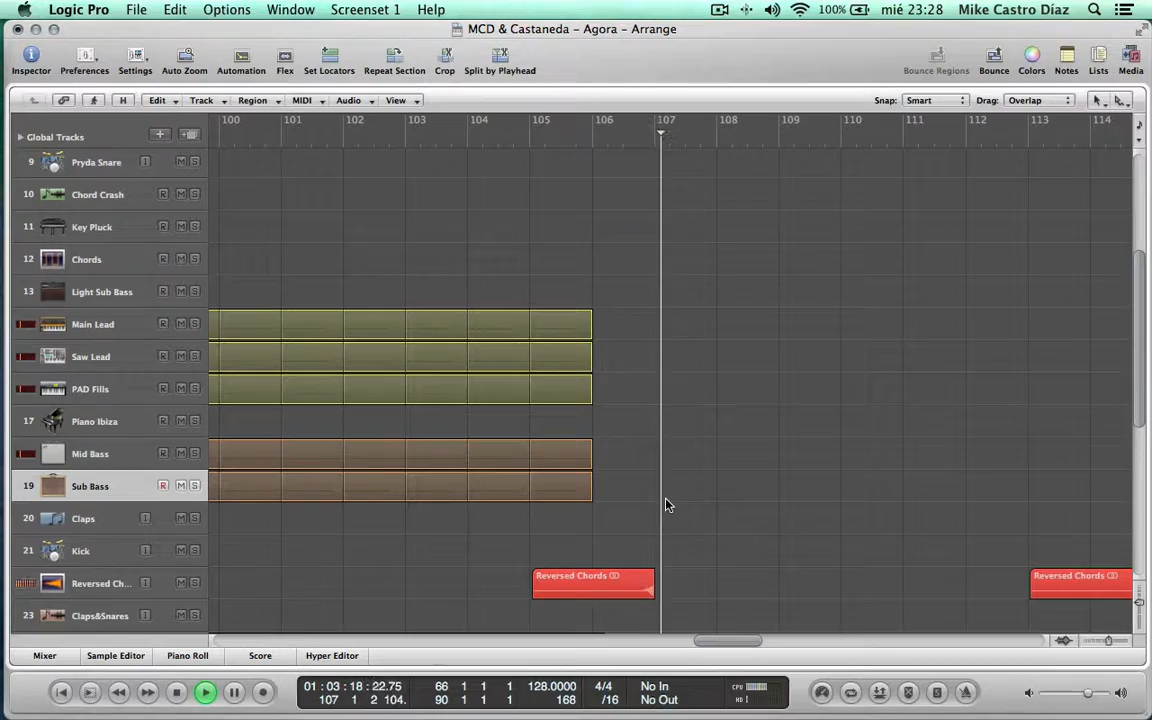 Logic Pro File Edit Options Window Screenset 1 Help 100% mié 23:28 Mike Castro Díaz
MCD & Castaneda – Agora – Arrange
Inspector Preferences Settings Auto Zoom Automation Flex Set Locators Repeat Section Crop Split by Playhead Bounce Regions Bounce Colors Notes Lists Media
H Edit Track Region MIDI Audio View Snap: Smart Drag: Overlap
Global Tracks 100 101 102 103 104 105 106 107 108 109 110 111 112 113 114
9 Pryda Snare I M S
10 Chord Crash R M S
11 Key Pluck R M S
12 Chords R M S
13 Light Sub Bass R M S
Main Lead R M S
Saw Lead R M S
PAD Fills R M S
17 Piano Ibiza R M S
Mid Bass R M S
19 Sub Bass R M S
20 Claps I M S
21 Kick I M S
Reversed Ch... I M S Reversed Chords Reversed Chords
23 Claps&Snares I M S
Mixer Sample Editor Piano Roll Score Hyper Editor
01 : 03 : 18 : 22.75 66 1 1 1 128.0000 4/4 No In CPU
107 1 2 104. 90 1 1 1 168 /16 No Out HD